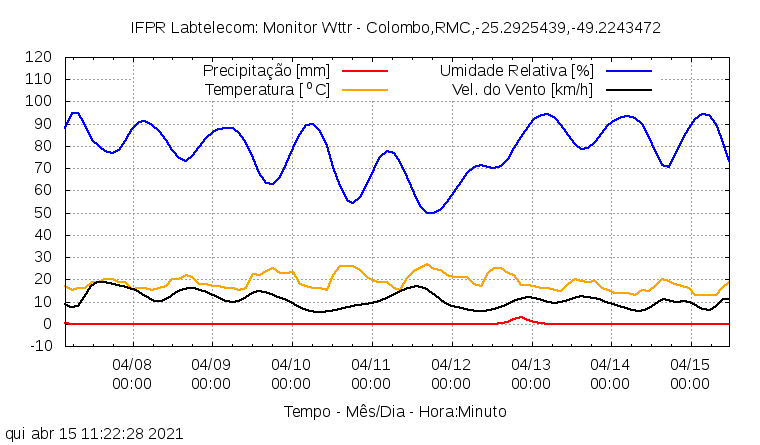 IFPR Labtelecom: Monitor Wttr - Colombo,RMC,-25.2925439,-49.2243472
Precipitação [mm]
Temperatura [ºC]
Umidade Relativa [%]
Vel. do Vento [km/h]
120
110
100
90
80
70
60
50
40
30
20
10
0
-10
04/08 04/09 04/10 04/11 04/12 04/13 04/14 04/15
00:00 00:00 00:00 00:00 00:00 00:00 00:00 00:00
Tempo - Mês/Dia - Hora:Minuto
qui abr 15 11:22:28 2021